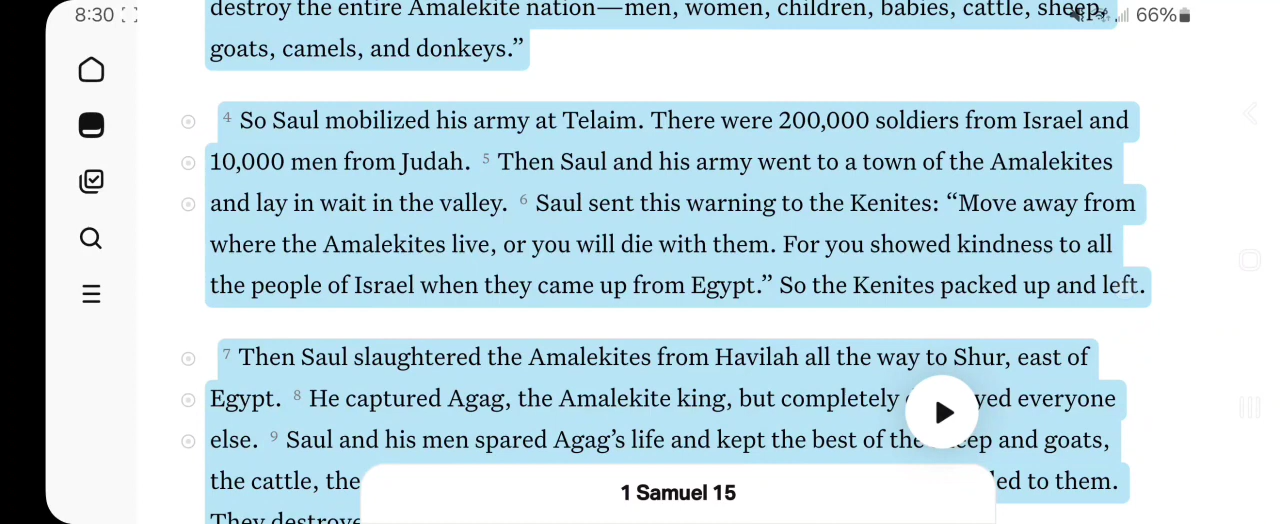 destroy the entire Amalekite nation—men, women, children, babies, cattle, sheep,
8:30
66%
goats, camels, and donkeys.”
4 So Saul mobilized his army at Telaim. There were 200,000 soldiers from Israel and
10,000 men from Judah. 5 Then Saul and his army went to a town of the Amalekites
and lay in wait in the valley. 6 Saul sent this warning to the Kenites: “Move away from
where the Amalekites live, or you will die with them. For you showed kindness to all
the people of Israel when they came up from Egypt.” So the Kenites packed up and left.
7 Then Saul slaughtered the Amalekites from Havilah all the way to Shur, east of
Egypt. 8 He captured Agag, the Amalekite king, but completely yed everyone
else. 9 Saul and his men spared Agag’s life and kept the best of the eep and goats,
the cattle, the led to them.
They destroye
1 Samuel 15